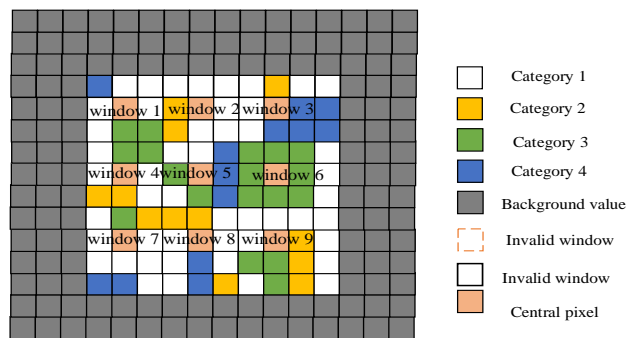 window 1 window 2 window 3
window 4 window 5 window 6
window 7 window 8 window 9
Category 1
Category 2
Category 3
Category 4
Background value
Invalid window
Invalid window
Central pixel